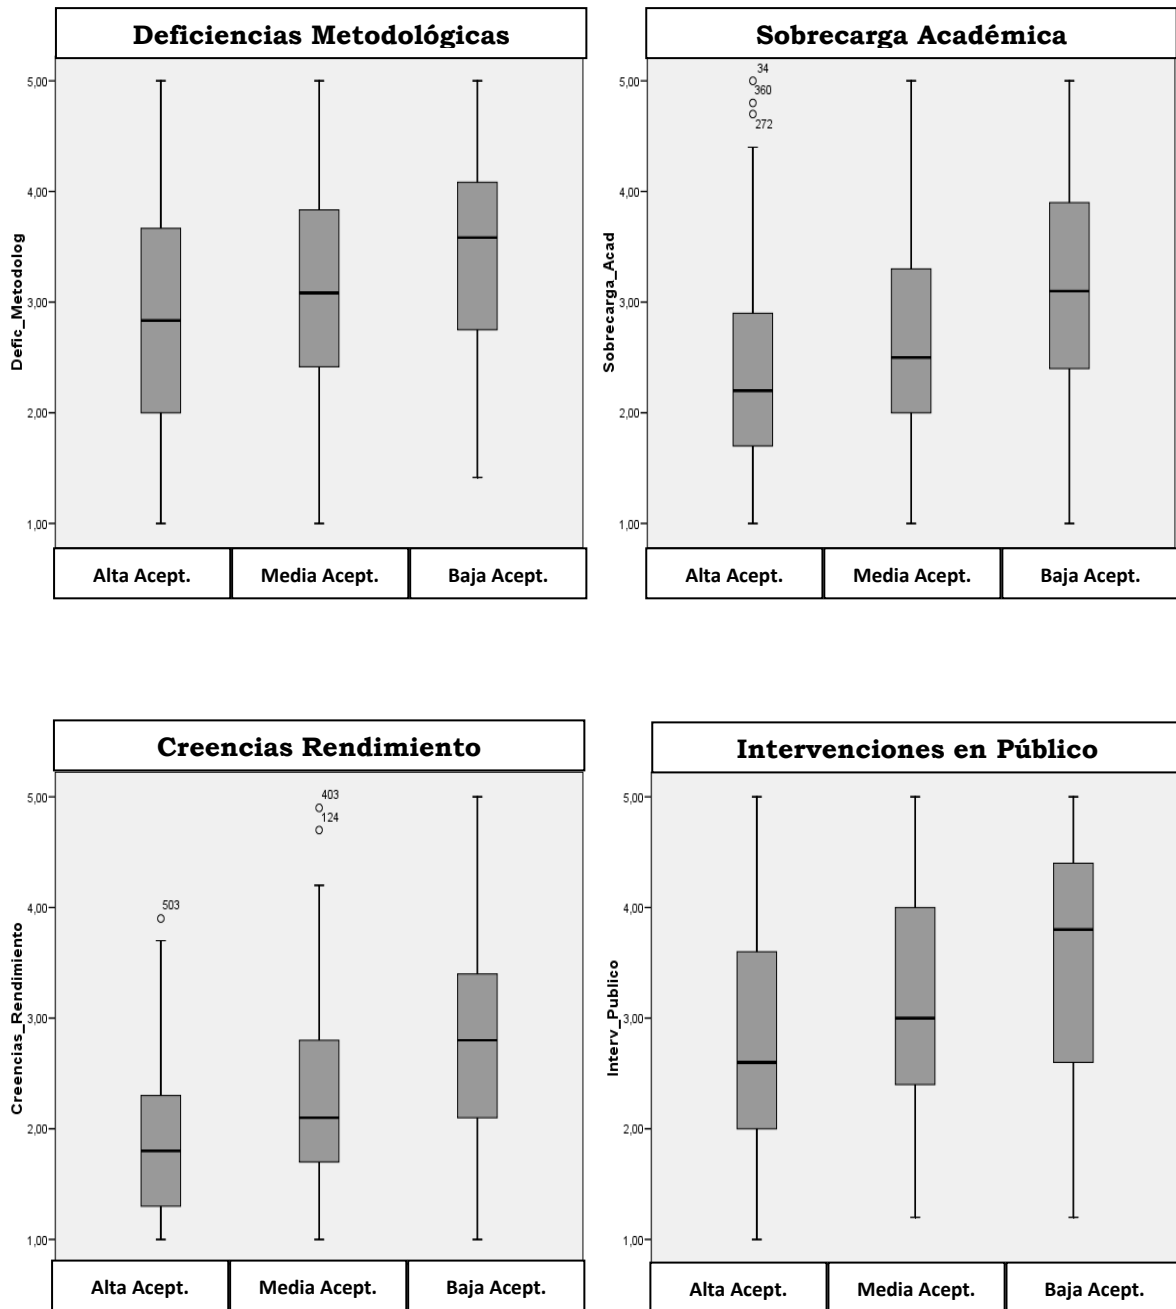 Deficiencias Metodológicas
5,00
4,00
3,00
2,00
1,00
Defic_Metodolog
Alta Acept.
Media Acept.
Baja Acept.
Sobrecarga Académica
5,00
4,00
3,00
2,00
1,00
Sobrecarga_Acad
34
360
272
Alta Acept.
Media Acept.
Baja Acept.
Creencias Rendimiento
5,00
4,00
3,00
2,00
1,00
Creencias_Rendimiento
503
403
124
Alta Acept.
Media Acept.
Baja Acept.
Intervenciones en Público
5,00
4,00
3,00
2,00
1,00
Interv_Publico
Alta Acept.
Media Acept.
Baja Acept.